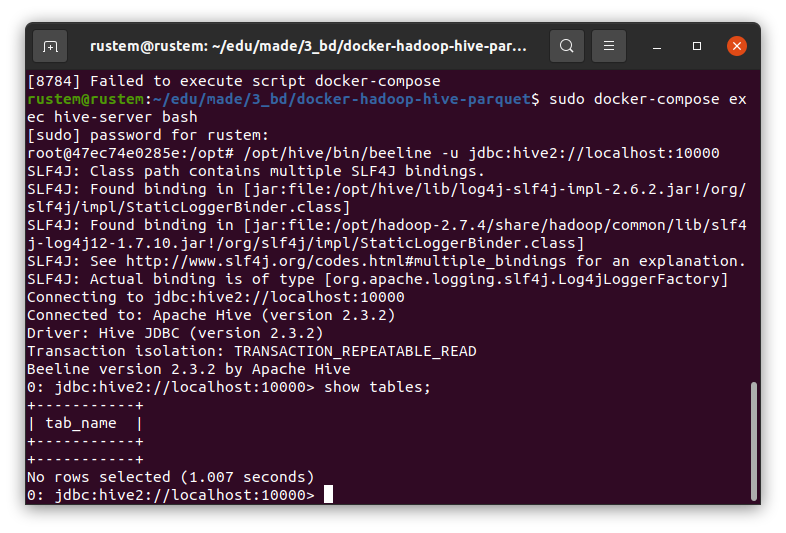 rustem@rustem: ~/edu/made/3_bd/docker-hadoop-hive-par...
[8784] Failed to execute script docker-compose
rustem@rustem:~/edu/made/3_bd/docker-hadoop-hive-parquet$ sudo docker-compose ex
ec hive-server bash
[sudo] password for rustem:
root@47ec74e0285e:/opt# /opt/hive/bin/beeline -u jdbc:hive2://localhost:10000
SLF4J: Class path contains multiple SLF4J bindings.
SLF4J: Found binding in [jar:file:/opt/hive/lib/log4j-slf4j-impl-2.6.2.jar!/org/
slf4j/impl/StaticLoggerBinder.class]
SLF4J: Found binding in [jar:file:/opt/hadoop-2.7.4/share/hadoop/common/lib/slf4
j-log4j12-1.7.10.jar!/org/slf4j/impl/StaticLoggerBinder.class]
SLF4J: See http://www.slf4j.org/codes.html#multiple_bindings for an explanation.
SLF4J: Actual binding is of type [org.apache.logging.slf4j.Log4jLoggerFactory]
Connecting to jdbc:hive2://localhost:10000
Connected to: Apache Hive (version 2.3.2)
Driver: Hive JDBC (version 2.3.2)
Transaction isolation: TRANSACTION_REPEATABLE_READ
Beeline version 2.3.2 by Apache Hive
0: jdbc:hive2://localhost:10000> show tables;
+-----------+
| tab_name  |
+-----------+
+-----------+
No rows selected (1.007 seconds)
0: jdbc:hive2://localhost:10000>